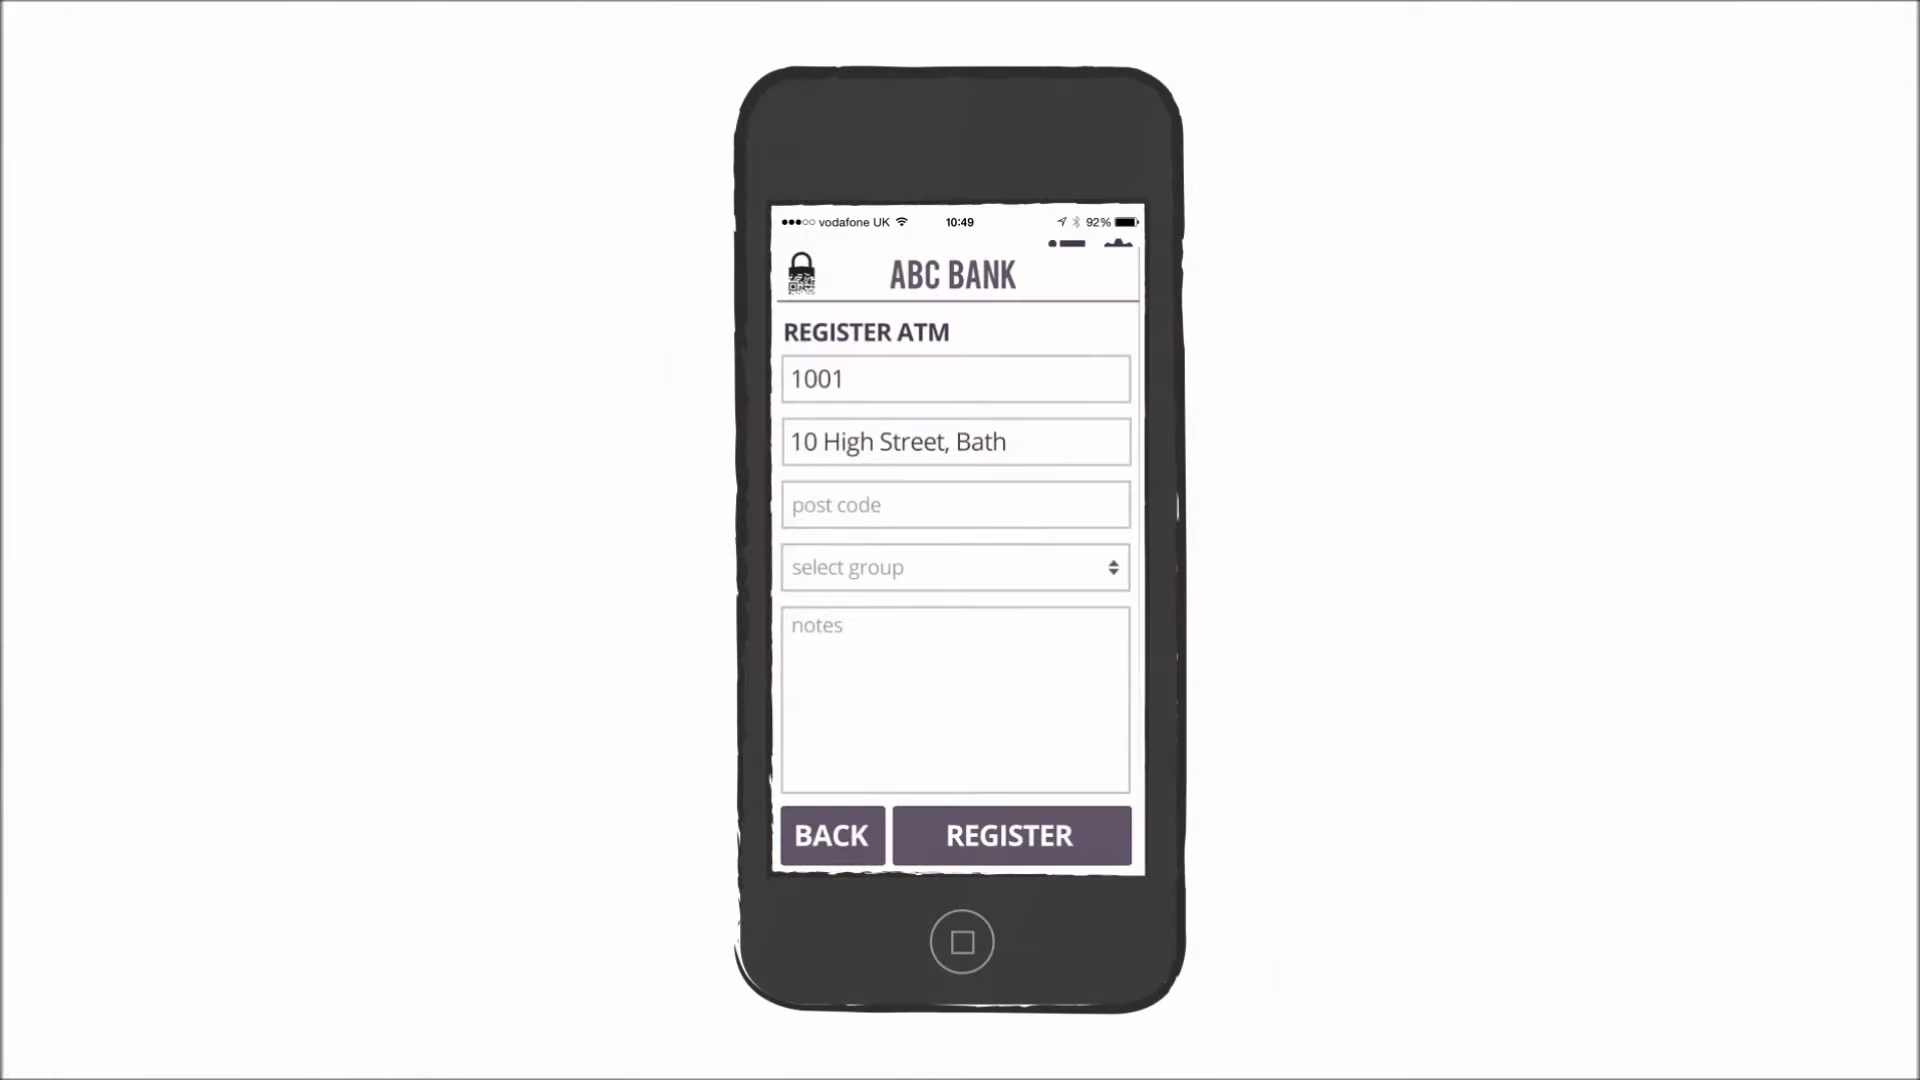 vodafone UK 10:49 92%
ABC BANK
REGISTER ATM
1001
10 High Street, Bath
post code
select group
notes
BACK REGISTER